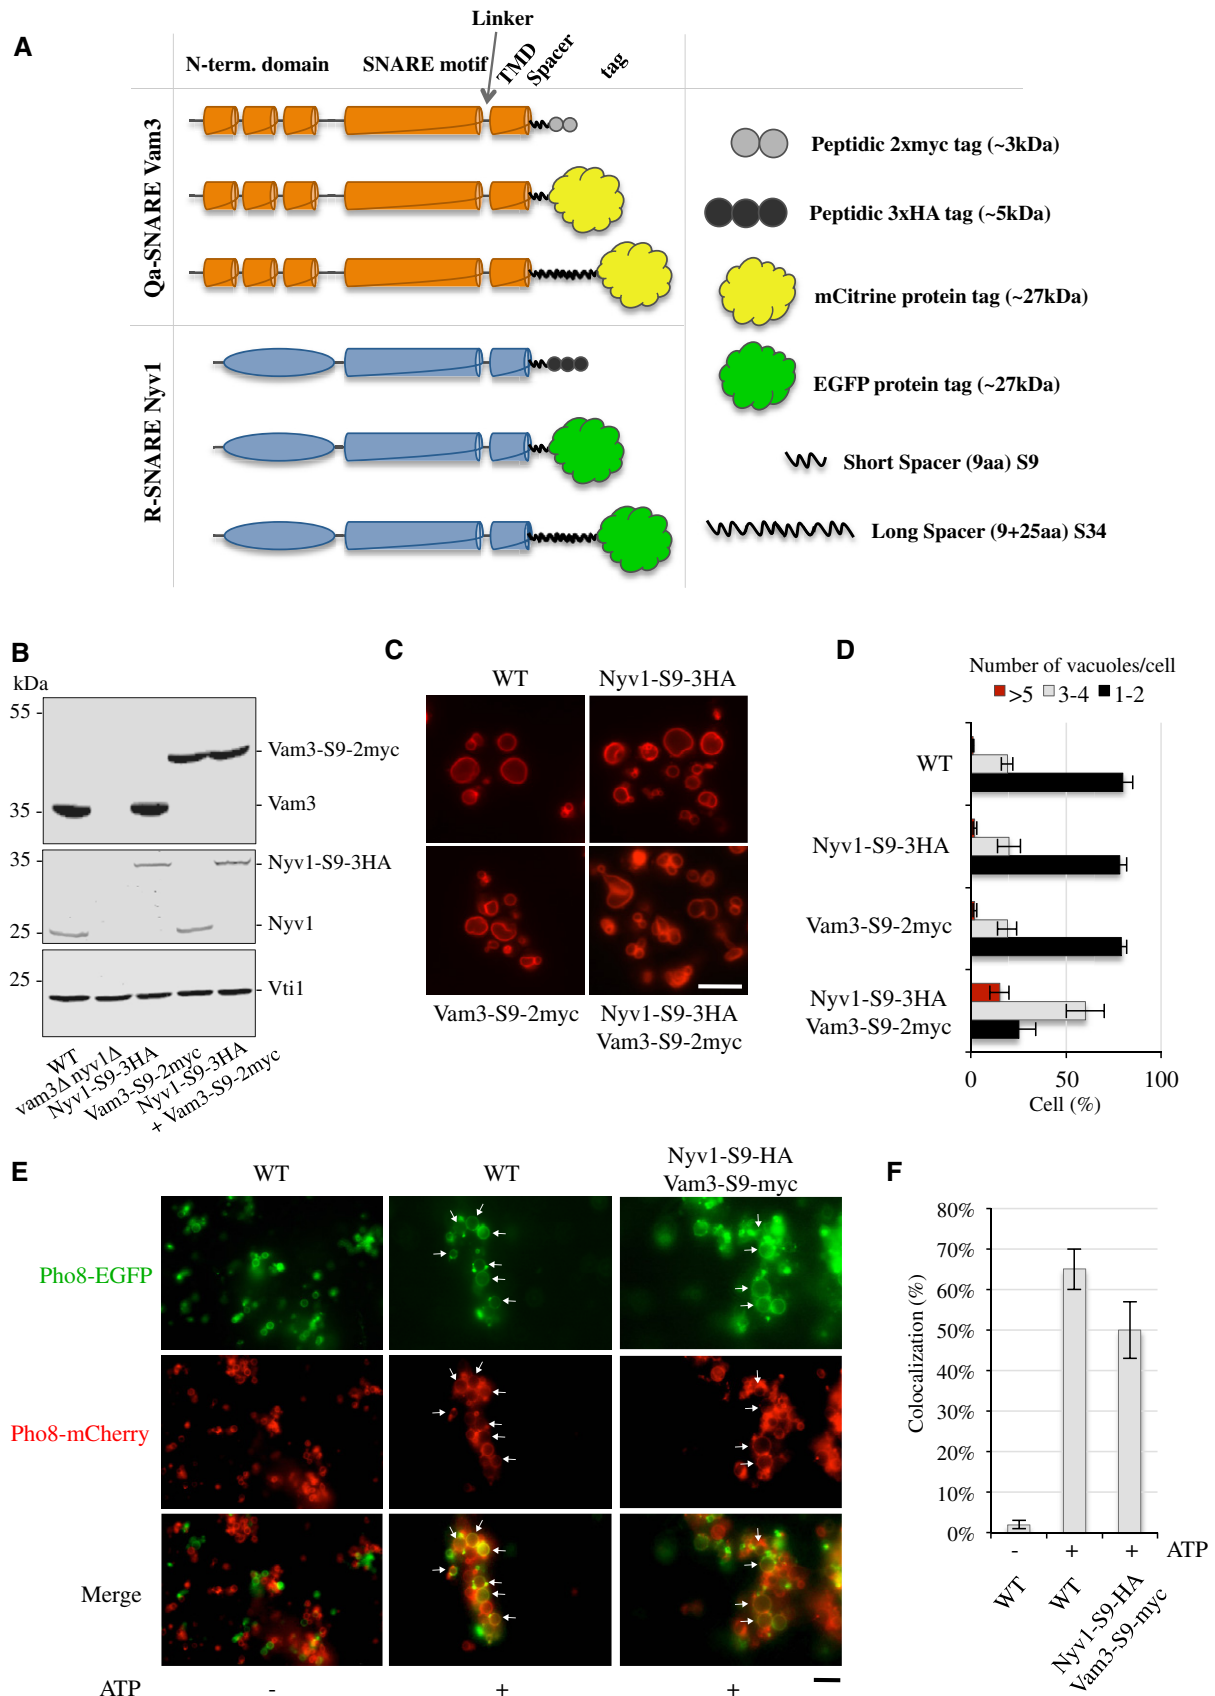 A
Linker
N-term. domain
SNARE motif
TMD
Spacer
tag
Qa-SNARE Vam3
R-SNARE Nyv1
Peptidic 2xmyc tag (~3kDa)
Peptidic 3xHA tag (~5kDa)
mCitrine protein tag (~27kDa)
EGFP protein tag (~27kDa)
Short Spacer (9aa) S9
Long Spacer (9+25aa) S34
B
kDa
55
35
35
25
25
Vam3-S9-2myc
Vam3
Nyv1-S9-3HA
Nyv1
Vti1
WT
vam3Δ nyv1Δ
Nyv1-S9-3HA
Vam3-S9-2myc
Nyv1-S9-3HA
+ Vam3-S9-2myc
C
WT
Nyv1-S9-3HA
Vam3-S9-2myc
Nyv1-S9-3HA
Vam3-S9-2myc
D
Number of vacuoles/cell
>5 3-4 1-2
WT
Nyv1-S9-3HA
Vam3-S9-2myc
Nyv1-S9-3HA
Vam3-S9-2myc
0 50 100
Cell (%)
E
WT
WT
Nyv1-S9-HA
Vam3-S9-myc
Pho8-EGFP
Pho8-mCherry
Merge
ATP - + +
F
Colocalization (%)
80%
70%
60%
50%
40%
30%
20%
10%
0%
- + + ATP
WT
WT
Nyv1-S9-HA
Vam3-S9-myc